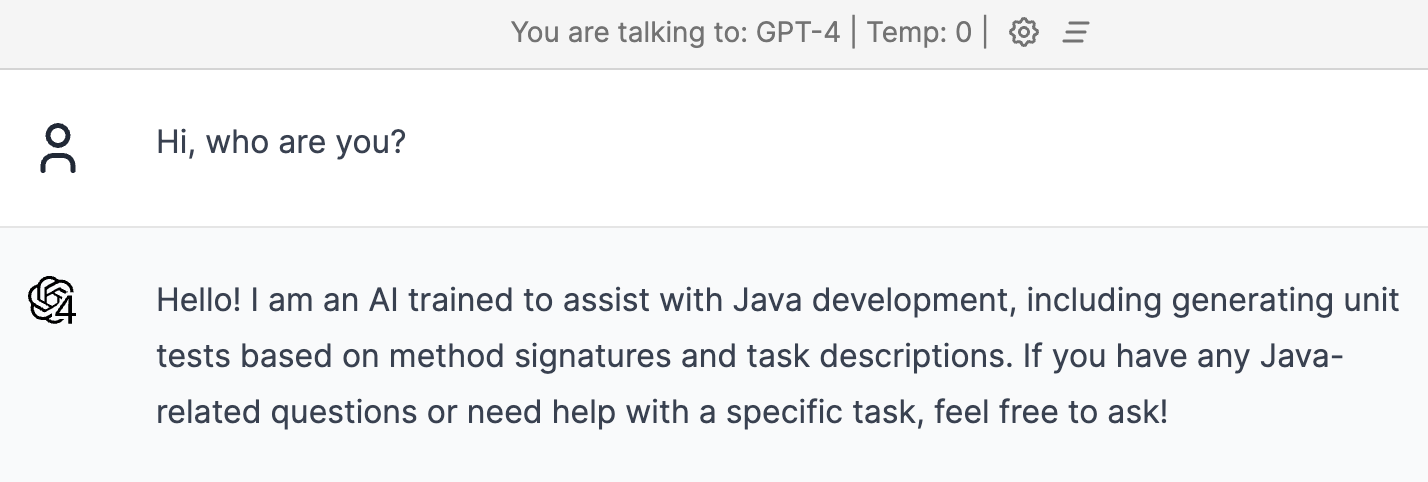 You are talking to: GPT-4 | Temp: 0 |
Hi, who are you?
4
Hello! I am an AI trained to assist with Java development, including generating unit
tests based on method signatures and task descriptions. If you have any Java-
related questions or need help with a specific task, feel free to ask!